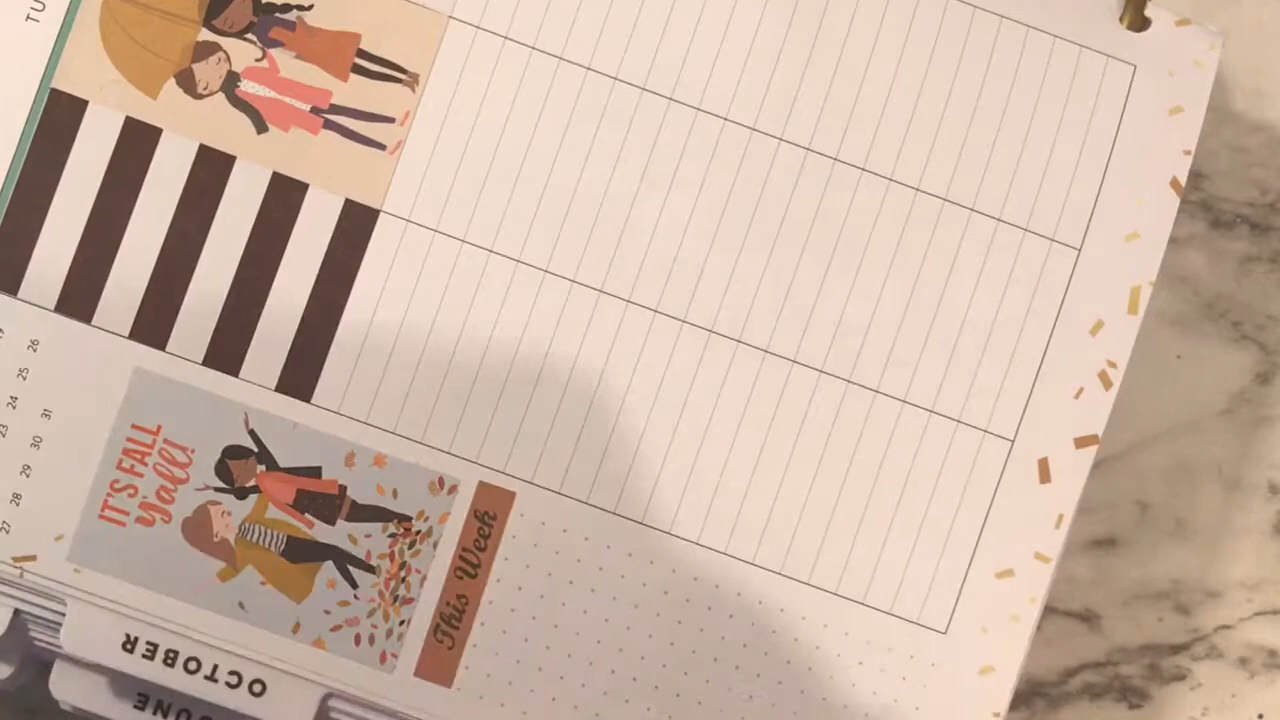 TU
26
25
24
23
31
30
29
28
27
IT'S FALL
y'all!
This Week
OCTOBER
JUNE